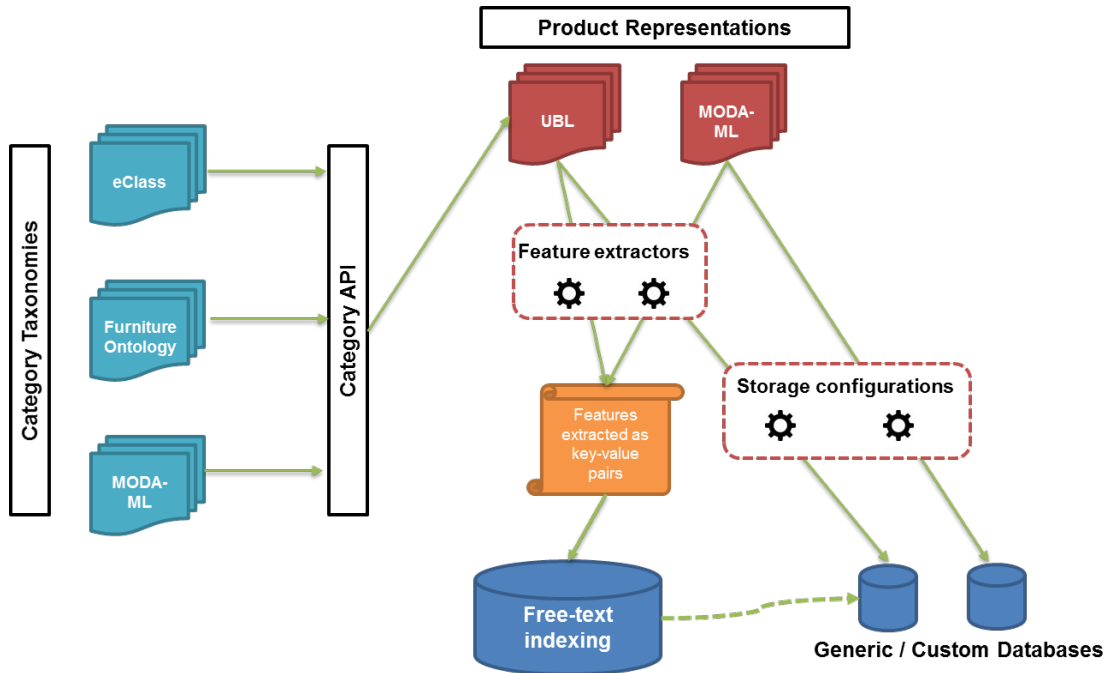 Product Representations
UBL
MODA-
ML
Category Taxonomies
eClass
Furniture
Ontology
MODA-
ML
Category API
Feature extractors
Storage configurations
Features
extracted as
key-value
pairs
Free-text
indexing
Generic / Custom Databases